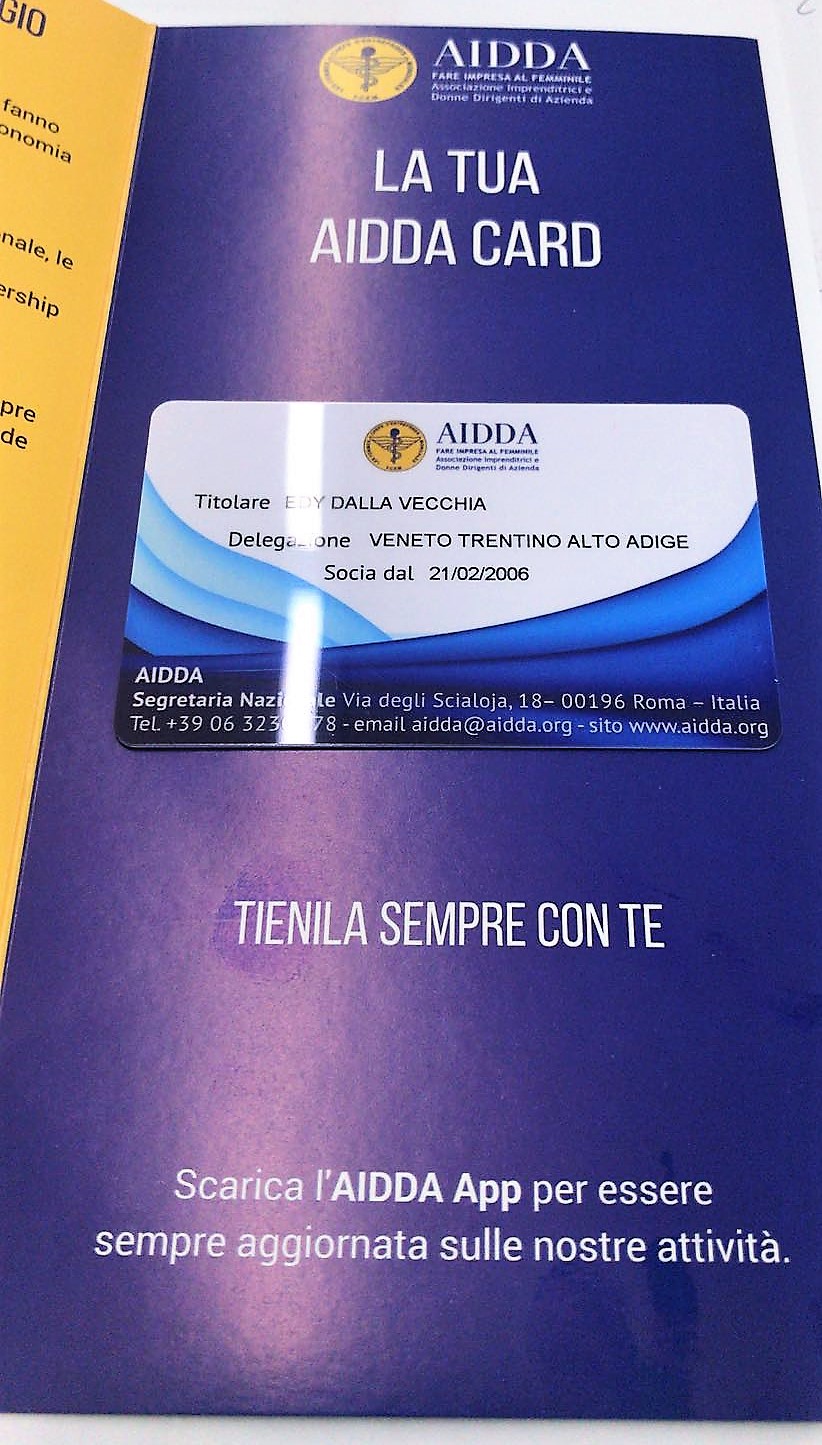 GIO
fanno
onomia
nale, le
ership
pre
de
AIDDA
FARE IMPRESA AL FEMMINILE
Associazione Imprenditrici e
Donne Dirigenti di Azienda
LA TUA
AIDDA CARD
AIDDA
FARE IMPRESA AL FEMMINILE
Associazione Imprenditrici e
Donne Dirigenti di Azienda
Titolare EDY DALLA VECCHIA
Delegazione VENETO TRENTINO ALTO ADIGE
Socia dal 21/02/2006
AIDDA
Segretaria Nazionale Via degli Scialoja, 18– 00196 Roma – Italia
Tel. +39 06 - email aidda@aidda.org - sito www.aidda.org
TIENILA SEMPRE CON TE
Scarica l'AIDDA App per essere
sempre aggiornata sulle nostre attività.